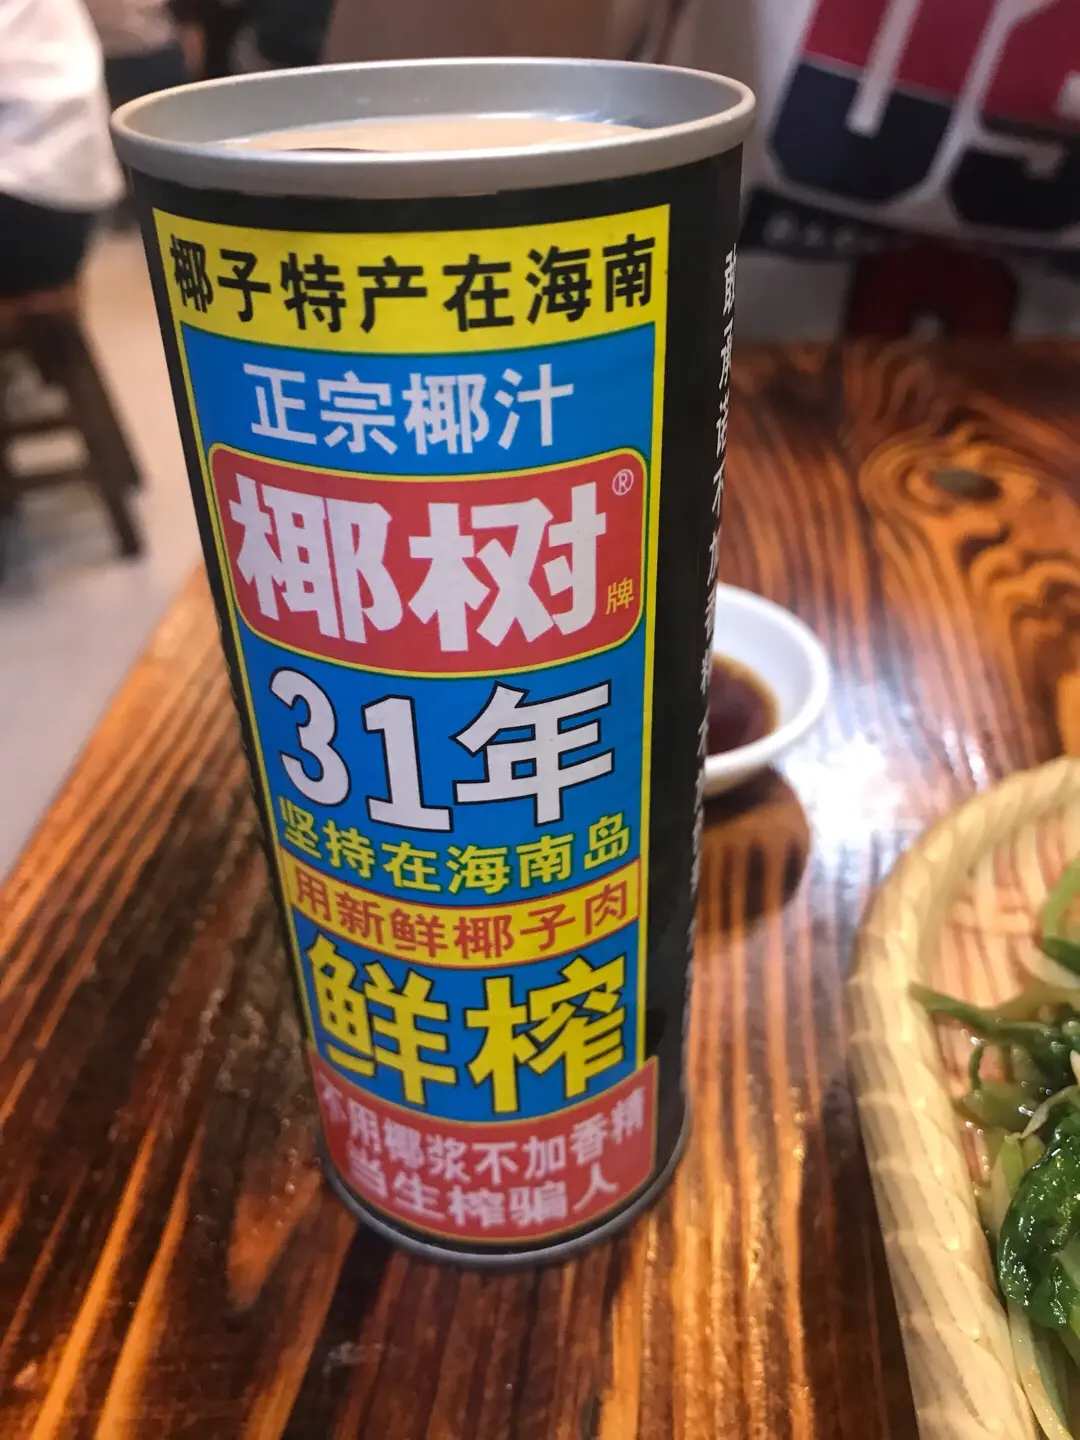 椰子特产在海南
正宗椰汁
椰树®
牌
31年
坚持在海南岛
用新鲜椰子肉
鲜榨
不用椰浆不加香精
当生榨骗人